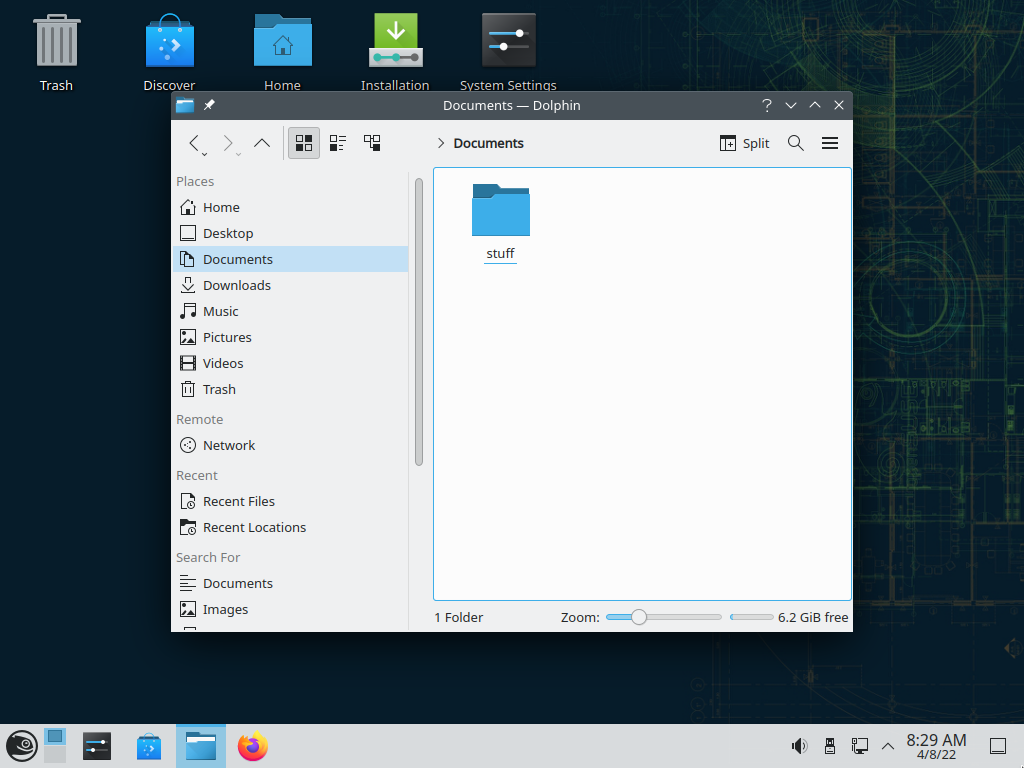 Trash
Discover
Home
Installation
System Settings
Documents — Dolphin
Documents
Split
Places
Home
Desktop
Documents
Downloads
Music
Pictures
Videos
Trash
Remote
Network
Recent
Recent Files
Recent Locations
Search For
Documents
Images
stuff
1 Folder
Zoom:
6.2 GiB free
8:29 AM
4/8/22